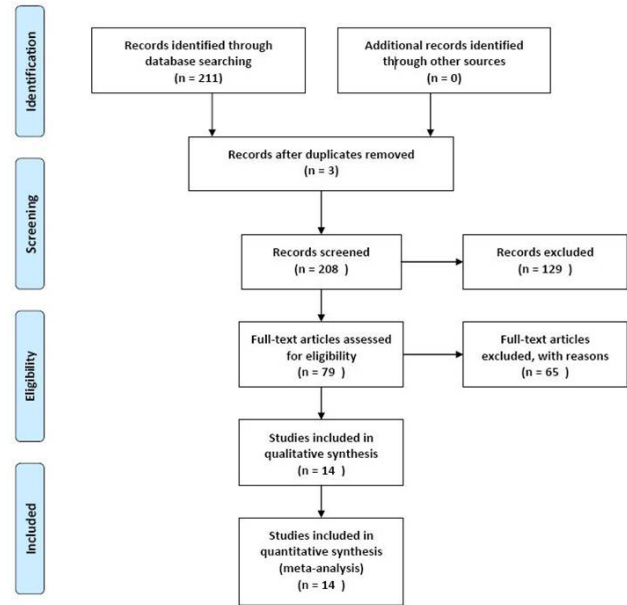 Identification
Records identified through
database searching
(n = 211)
Additional records identified
through other sources
(n = 0)
Records after duplicates removed
(n = 3)
Screening
Records screened
(n = 208 )
Records excluded
(n = 129 )
Eligibility
Full-text articles assessed
for eligibility
(n = 79 )
Full-text articles
excluded, with reasons
(n = 65 )
Studies included in
qualitative synthesis
(n = 14 )
Included
Studies included in
quantitative synthesis
(meta-analysis)
(n = 14 )